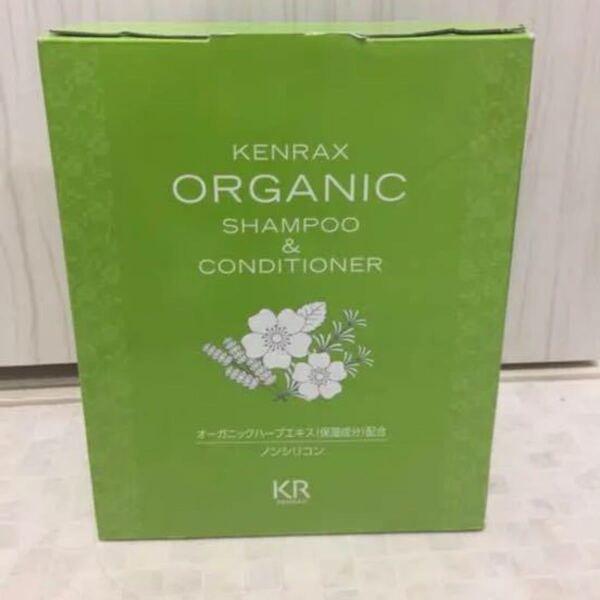 KENRAX
ORGANIC
SHAMPOO
&
CONDITIONER
オーガニックハーブエキス(保湿成分)配合
ノンシリコン
KR
KENRAX